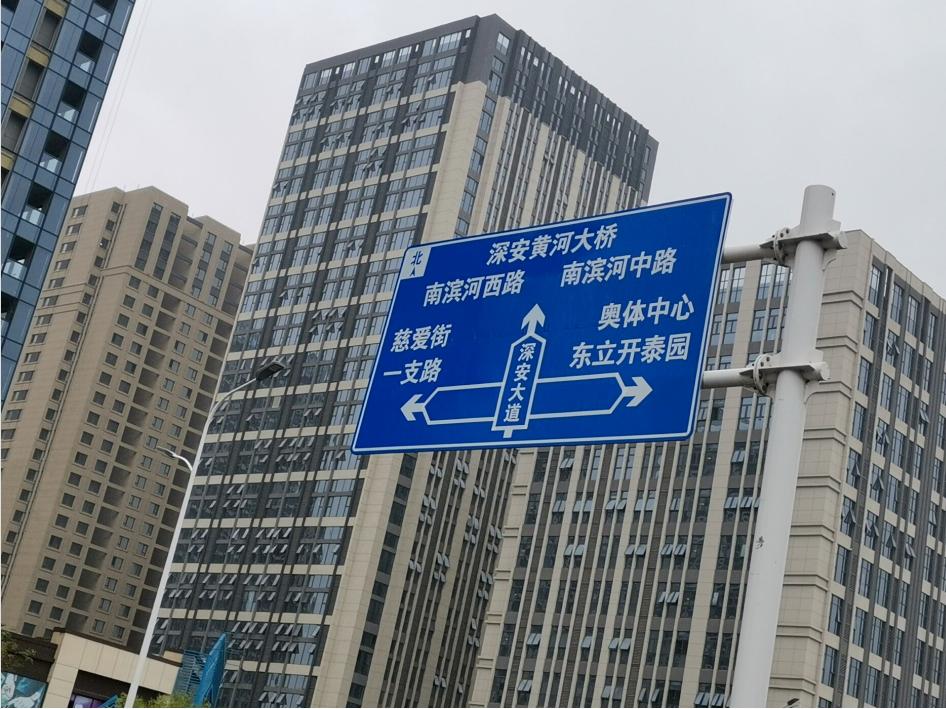 北
深安黄河大桥
南滨河西路 南滨河中路
慈爱街
一支路
奥体中心
东立开泰园
深安大道